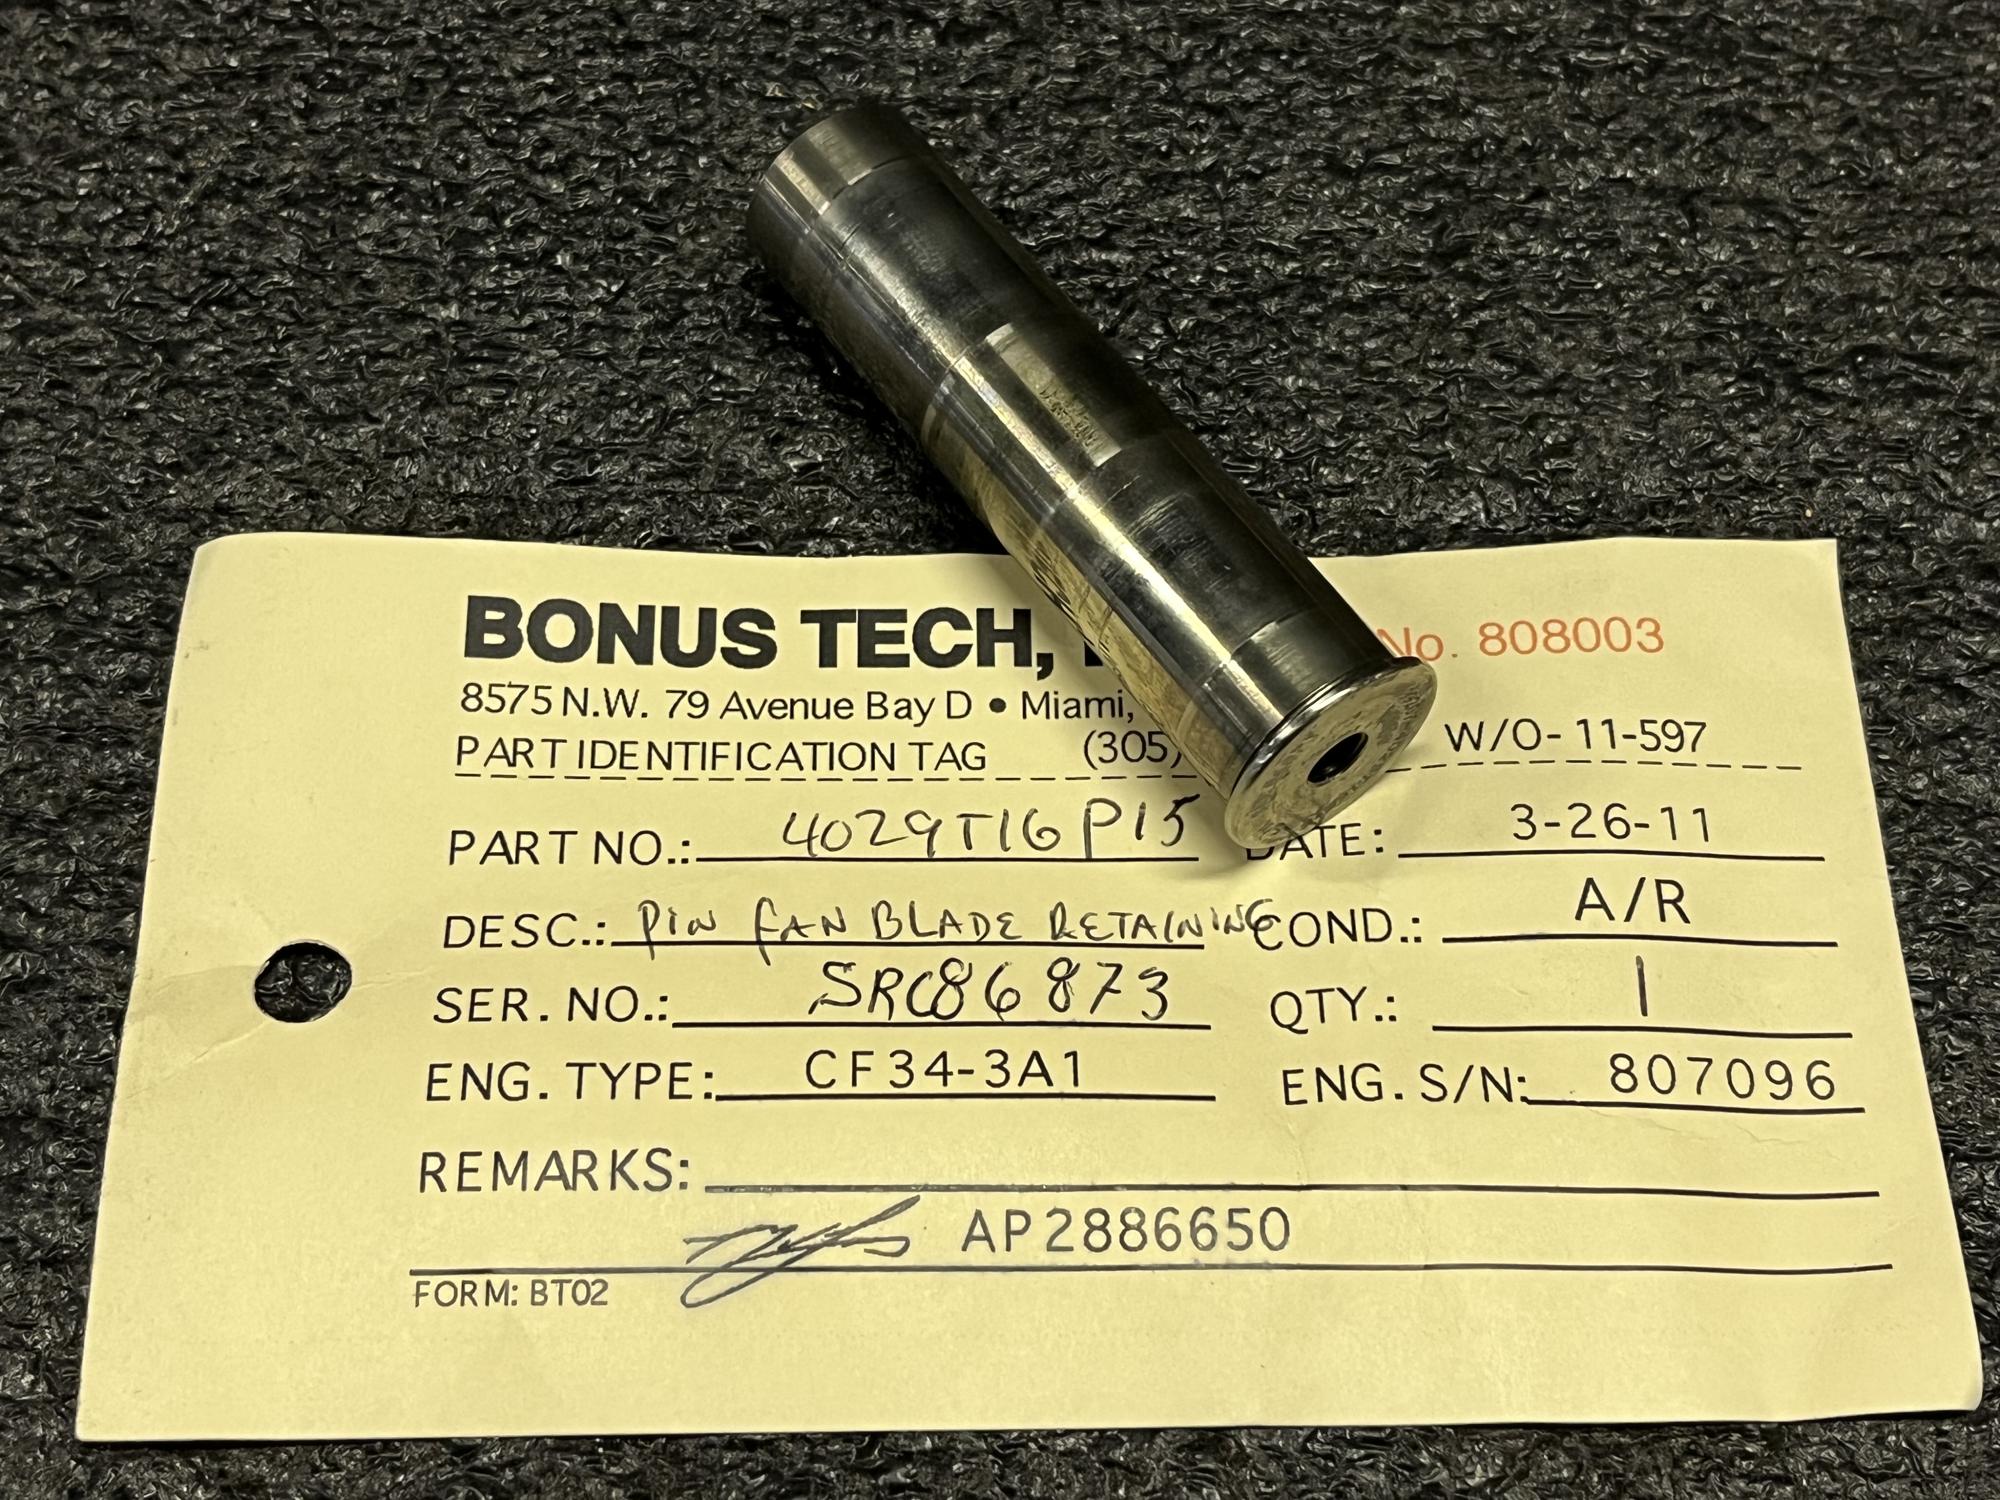 BONUS TECH,
No. 808003
8575 N.W. 79 Avenue Bay D • Miami,
PART IDENTIFICATION TAG (305)
W/O-11-597
PART NO.: 4029T16P15 DATE: 3-26-11
DESC.: PIN FAN BLADE RETAINING COND.: A/R
SER. NO.: SRC86873 QTY.: 1
ENG. TYPE: CF34-3A1 ENG. S/N: 807096
REMARKS:
AP2886650
FORM: BT02